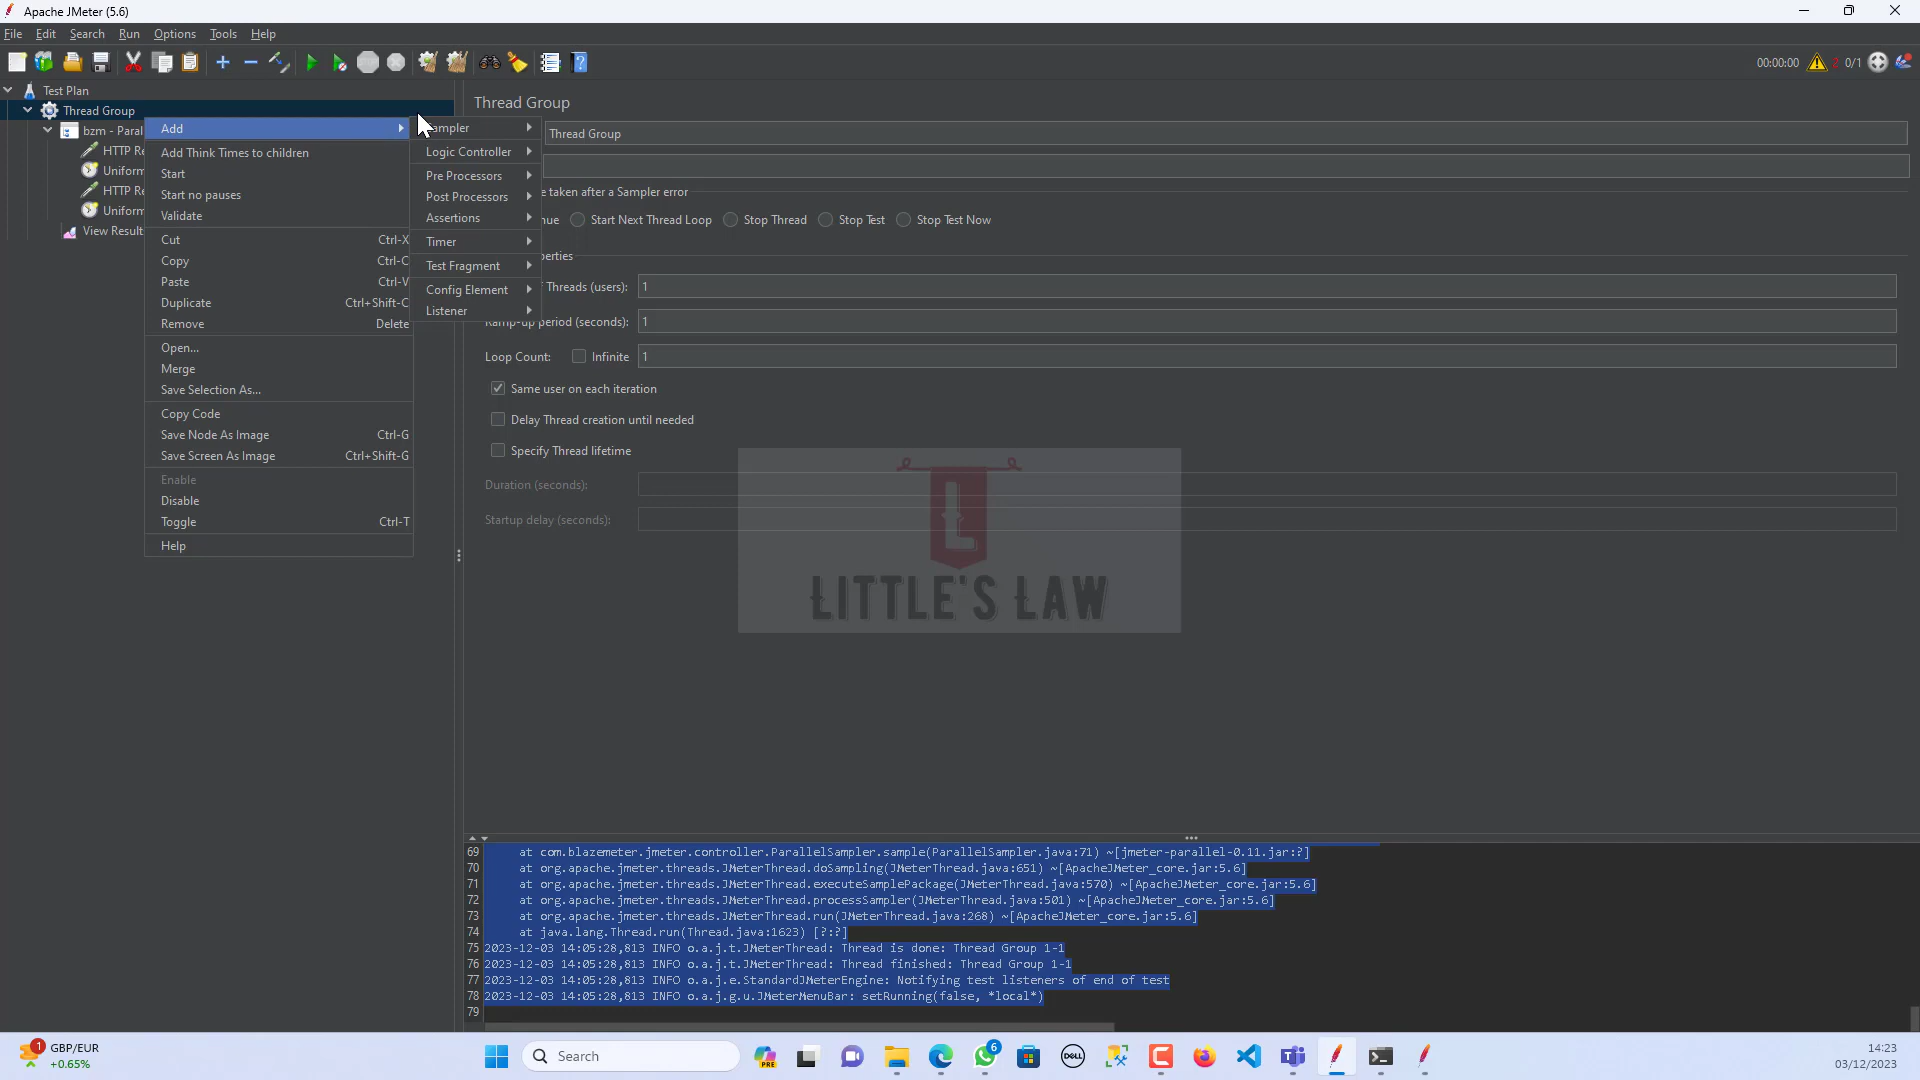 Apache JMeter (5.6)
File Edit Search Run Options Tools Help
00:00:00 2 0/1
Test Plan
Thread Group
bzm - Paral
HTTP Re
Uniform
HTTP Re
Uniform
View Result
Add
Add Think Times to children
Start
Start no pauses
Validate
Cut Ctrl-X
Copy Ctrl-C
Paste Ctrl-V
Duplicate Ctrl+Shift-C
Remove Delete
Open...
Merge
Save Selection As...
Copy Code
Save Node As Image Ctrl-G
Save Screen As Image Ctrl+Shift-G
Enable
Disable
Toggle Ctrl-T
Help
ampler
Logic Controller
Pre Processors
Post Processors
Assertions
Timer
Test Fragment
Config Element
Listener
Thread Group
Thread Group
e taken after a Sampler error
nue Start Next Thread Loop Stop Thread Stop Test Stop Test Now
perties
f Threads (users): 1
Ramp-up period (seconds): 1
Loop Count: Infinite 1
Same user on each iteration
Delay Thread creation until needed
Specify Thread lifetime
Duration (seconds):
Startup delay (seconds):
L
LITTLE'S LAW
69 at com.blazemeter.jmeter.controller.ParallelSampler.sample(ParallelSampler.java:71) ~[jmeter-parallel-0.11.jar:?]
70 at org.apache.jmeter.threads.JMeterThread.doSampling(JMeterThread.java:651) ~[ApacheJMeter_core.jar:5.6]
71 at org.apache.jmeter.threads.JMeterThread.executeSamplePackage(JMeterThread.java:570) ~[ApacheJMeter_core.jar:5.6]
72 at org.apache.jmeter.threads.JMeterThread.processSampler(JMeterThread.java:501) ~[ApacheJMeter_core.jar:5.6]
73 at org.apache.jmeter.threads.JMeterThread.run(JMeterThread.java:268) ~[ApacheJMeter_core.jar:5.6]
74 at java.lang.Thread.run(Thread.java:1623) [?:?]
75 2023-12-03 14:05:28,813 INFO o.a.j.t.JMeterThread: Thread is done: Thread Group 1-1
76 2023-12-03 14:05:28,813 INFO o.a.j.t.JMeterThread: Thread finished: Thread Group 1-1
77 2023-12-03 14:05:28,813 INFO o.a.j.e.StandardJMeterEngine: Notifying test listeners of end of test
78 2023-12-03 14:05:28,813 INFO o.a.j.g.u.JMeterMenuBar: setRunning(false, *local*)
79
1 GBP/EUR
+0.65%
Search
PRE
6
DELL
14:23
03/12/2023